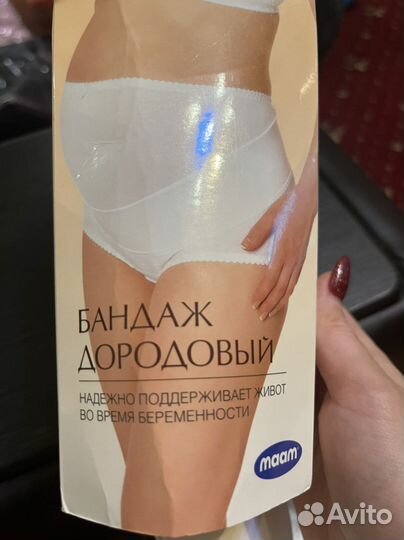 БАНДАЖ
ДОРОДОВЫЙ
НАДЕЖНО ПОДДЕРЖИВАЕТ ЖИВОТ
ВО ВРЕМЯ БЕРЕМЕННОСТИ
maam
Avito